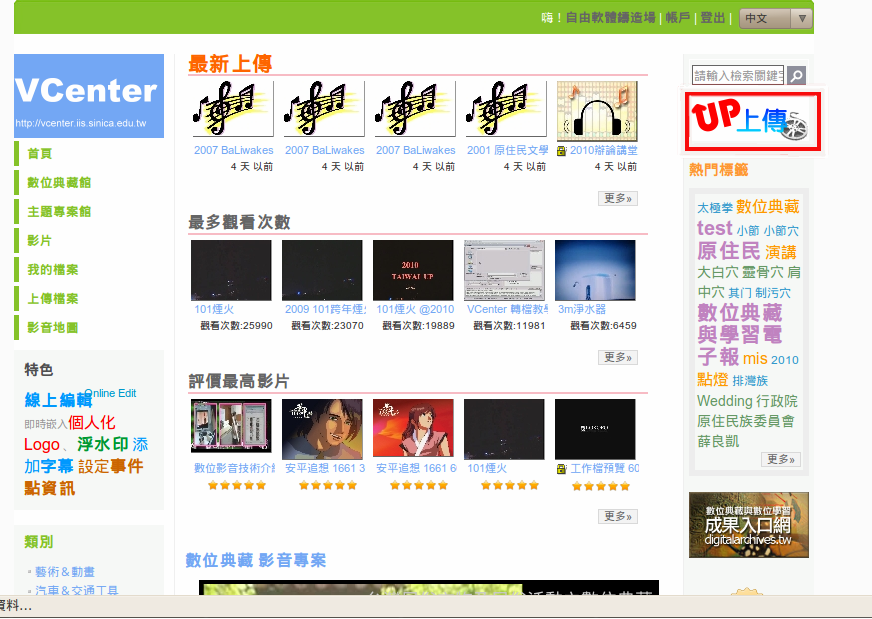 嗨！自由軟體鑄造場 | 帳戶 | 登出 | 中文
VCenter
http://vcenter.iis.sinica.edu.tw
首頁
數位典藏館
主題專案館
影片
我的檔案
上傳檔案
影音地圖
特色
線上編輯 Online Edit
即時嵌入個人化
Logo、浮水印 添
加字幕 設定事件
點資訊
類別
藝術＆動畫
汽車＆交通工具
資料...
最新上傳
2007 BaLiwakes
4 天 以前
2007 BaLiwakes
4 天 以前
2007 BaLiwakes
4 天 以前
2001 原住民文學
4 天 以前
2010辯論講堂
4 天 以前
更多»
最多觀看次數
101煙火
觀看次數:25990
2009 101跨年煙
觀看次數:23070
2010
TAIWAN UP
101煙火 @2010
觀看次數:19889
VCenter 轉檔教學
觀看次數:11981
3m淨水器
觀看次數:6459
更多»
評價最高影片
數位影音技術介紹
安平追想 1661 3
安平追想 1661 6
101煙火
工作檔預覽 60
更多»
數位典藏 影音專案
請輸入檢索關鍵字
UP上傳
熱門標籤
太極拳 數位典藏
test 小節 小節穴
原住民 演講
大白穴 靈骨穴 肩
中穴 其門 制污穴
數位典藏
與學習電
子報 mis 2010
點燈 排灣族
Wedding 行政院
原住民族委員會
薛良凱
更多»
數位典藏與數位學習
成果入口網
digitalarchives.tw